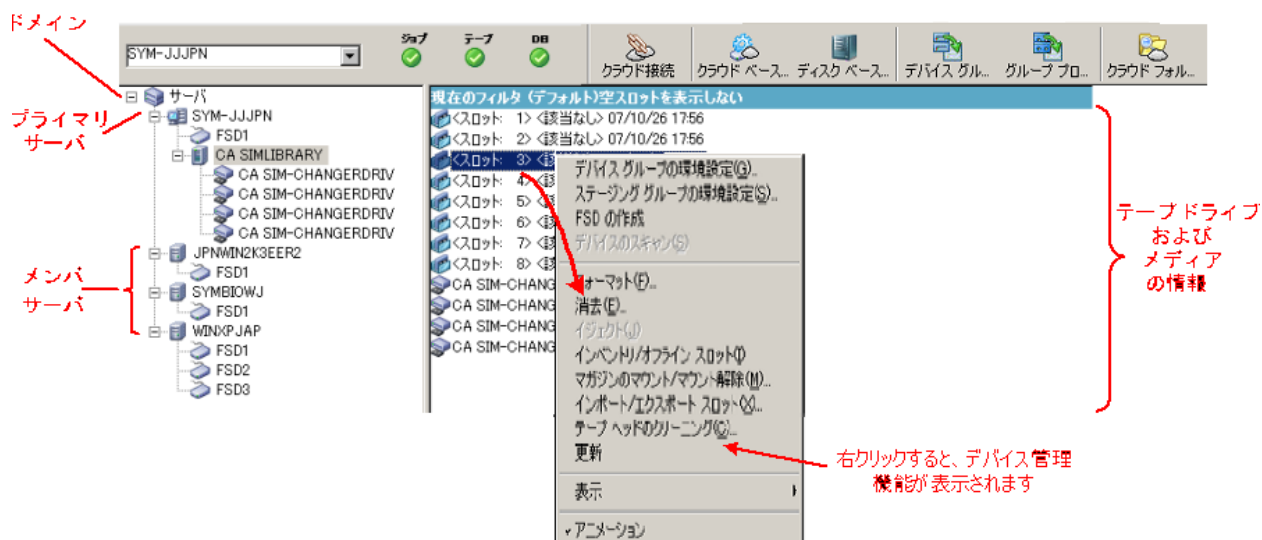 ドメイン
SYM-JJJPN
ジョブ
テープ
DB
クラウド接続
クラウド ベース...
ディスク ベース...
デバイス グル...
グループ プロ...
クラウド フォル...
プライマリ
サーバ
メンバ
サーバ
サーバ
SYM-JJJPN
FSD1
CA SIMLIBRARY
CA SIM-CHANGERDRIV
CA SIM-CHANGERDRIV
CA SIM-CHANGERDRIV
CA SIM-CHANGERDRIV
JPNWIN2K3EER2
FSD1
SYMBIOWJ
FSD1
WINXPJAP
FSD1
FSD2
FSD3
現在のフィルタ (デフォルト)空スロットを表示しない
<スロット: 1> <該当なし> 07/10/26 17:56
<スロット: 2> <該当なし> 07/10/26 17:56
<スロット: 3> <該
<スロット: 4> <該
<スロット: 5> <該
<スロット: 6> <該
<スロット: 7> <該
<スロット: 8> <該
CA SIM-CHANG
CA SIM-CHANG
CA SIM-CHANG
CA SIM-CHANG
デバイス グループの環境設定(G)...
ステージング グループの環境設定(S)...
FSD の作成
デバイスのスキャン(S)
フォーマット(F)...
消去(E)...
イジェクト(J)
インベントリ/オフライン スロット(I)
マガジンのマウント/マウント解除(M)...
インポート/エクスポート スロット(X)...
テープ ヘッドのクリーニング(C)...
更新
表示
アニメーション
テープドライブ
および
メディア
の情報
右クリックすると、デバイス管理
機能が表示されます